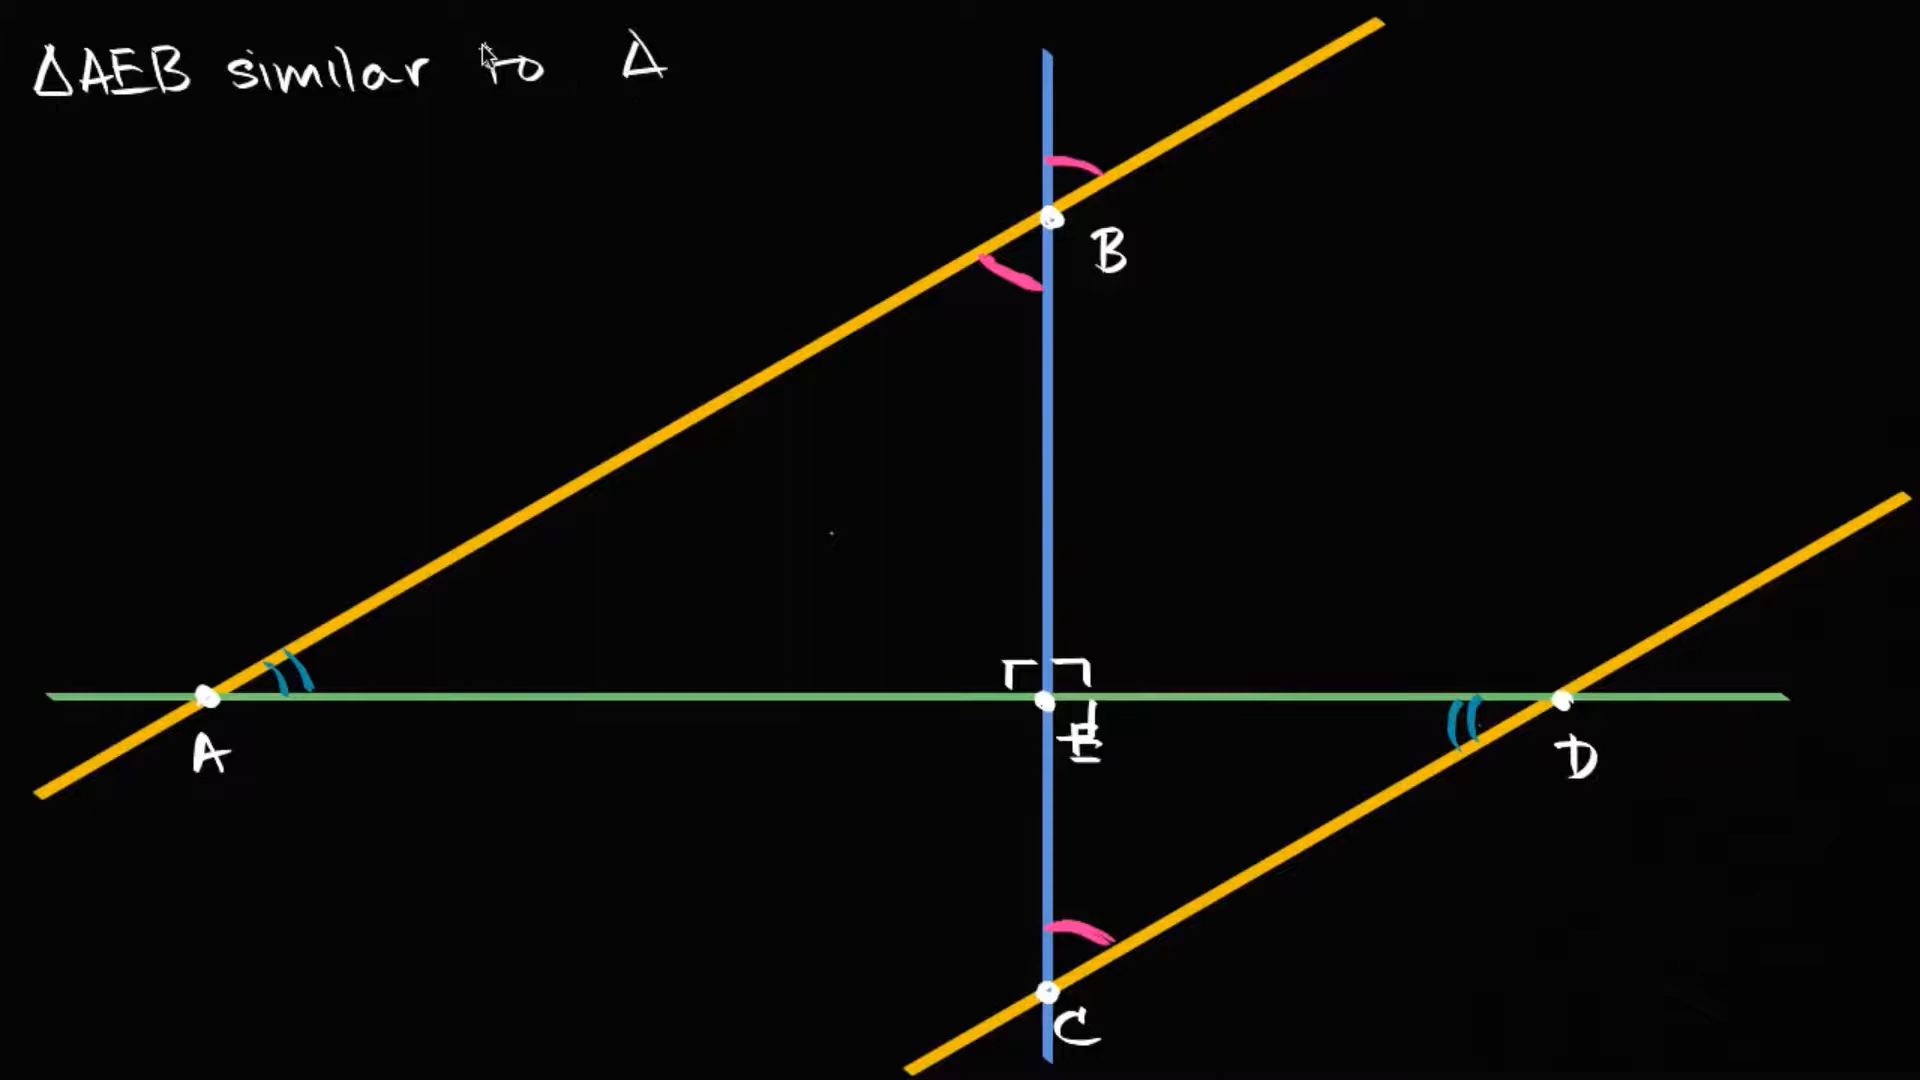 ΔAEB similar to Δ
B
A
E
D
C